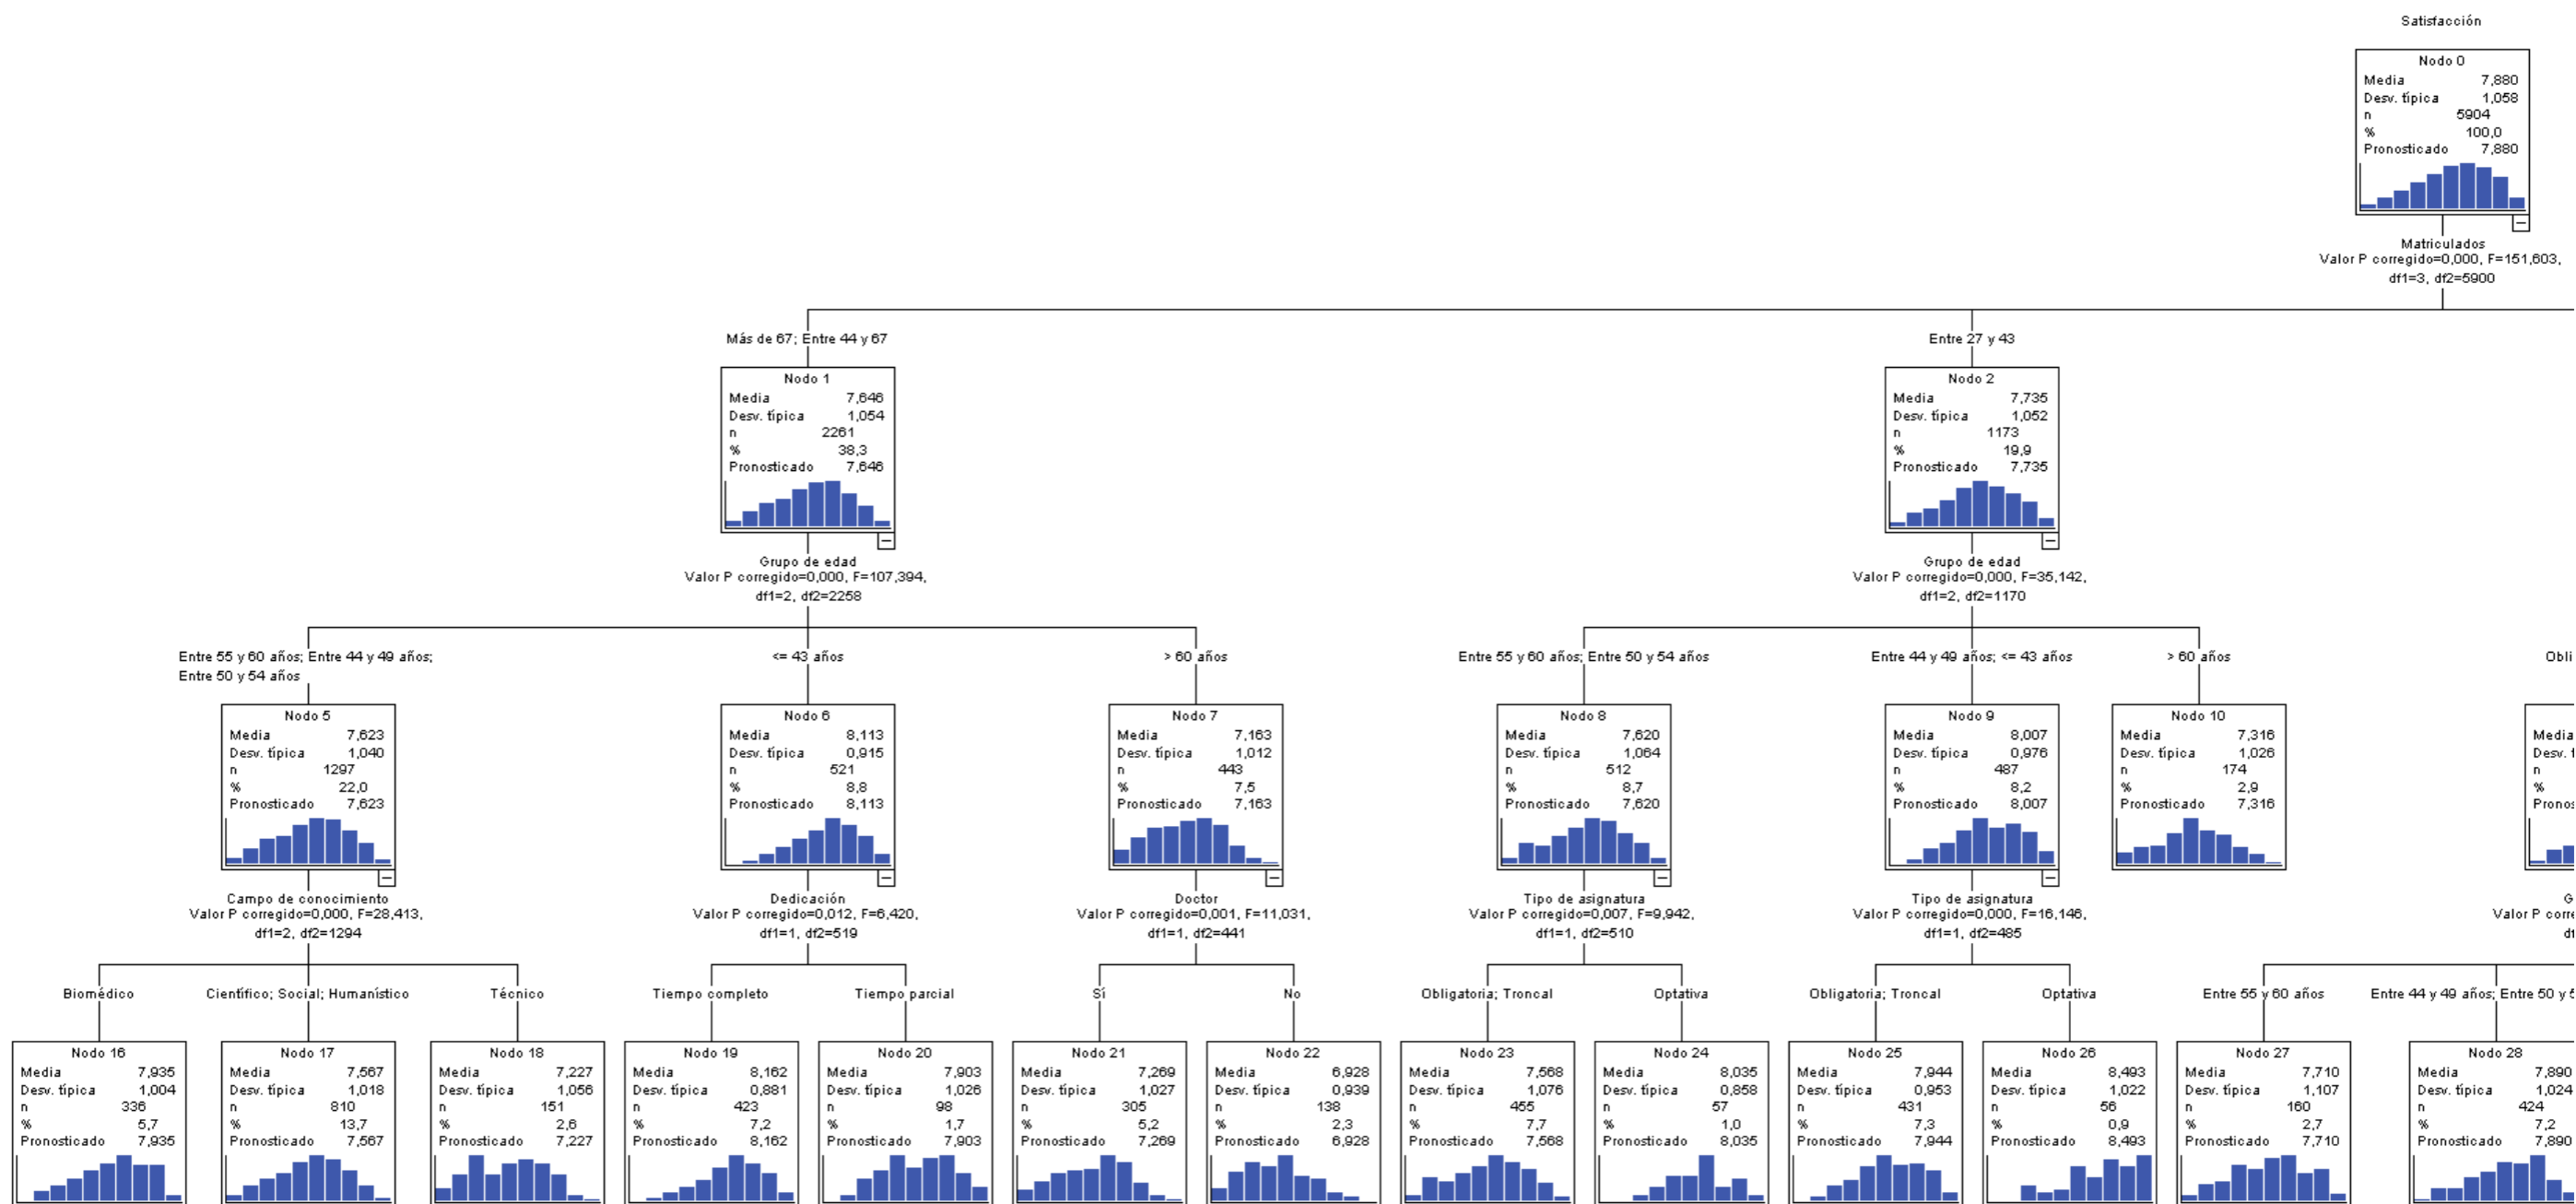 Satisfacción
Nodo 0
Media 7,880
Desv. típica 1,058
n 5904
% 100,0
Pronosticado 7,880
Matriculados
Valor P corregido=0,000, F=151,603,
df1=3, df2=5900
Más de 67; Entre 44 y 67
Nodo 1
Media 7,646
Desv. típica 1,054
n 2261
% 38,3
Pronosticado 7,646
Grupo de edad
Valor P corregido=0,000, F=107,394,
df1=2, df2=2258
Entre 27 y 43
Nodo 2
Media 7,735
Desv. típica 1,052
n 1173
% 19,9
Pronosticado 7,735
Grupo de edad
Valor P corregido=0,000, F=35,142,
df1=2, df2=1170
Entre 55 y 60 años; Entre 44 y 49 años;
Entre 50 y 54 años
Nodo 5
Media 7,623
Desv. típica 1,040
n 1297
% 22,0
Pronosticado 7,623
Campo de conocimiento
Valor P corregido=0,000, F=28,413,
df1=2, df2=1294
<= 43 años
Nodo 6
Media 8,113
Desv. típica 0,915
n 521
% 8,8
Pronosticado 8,113
Dedicación
Valor P corregido=0,012, F=6,420,
df1=1, df2=519
> 60 años
Nodo 7
Media 7,163
Desv. típica 1,012
n 443
% 7,5
Pronosticado 7,163
Doctor
Valor P corregido=0,001, F=11,031,
df1=1, df2=441
Entre 55 y 60 años; Entre 50 y 54 años
Nodo 8
Media 7,620
Desv. típica 1,064
n 512
% 8,7
Pronosticado 7,620
Tipo de asignatura
Valor P corregido=0,007, F=9,942,
df1=1, df2=510
Entre 44 y 49 años; <= 43 años
Nodo 9
Media 8,007
Desv. típica 0,976
n 487
% 8,2
Pronosticado 8,007
Tipo de asignatura
Valor P corregido=0,000, F=16,146,
df1=1, df2=485
> 60 años
Nodo 10
Media 7,316
Desv. típica 1,026
n 174
% 2,9
Pronosticado 7,316
Obli
Media
Desv. 
n
%
Pronos
Valor P corre
Biomédico
Nodo 16
Media 7,935
Desv. típica 1,004
n 336
% 5,7
Pronosticado 7,935
Científico; Social; Humanístico
Nodo 17
Media 7,567
Desv. típica 1,018
n 810
% 13,7
Pronosticado 7,567
Técnico
Nodo 18
Media 7,227
Desv. típica 1,056
n 151
% 2,6
Pronosticado 7,227
Tiempo completo
Nodo 19
Media 8,162
Desv. típica 0,881
n 423
% 7,2
Pronosticado 8,162
Tiempo parcial
Nodo 20
Media 7,903
Desv. típica 1,026
n 98
% 1,7
Pronosticado 7,903
Sí
Nodo 21
Media 7,269
Desv. típica 1,027
n 305
% 5,2
Pronosticado 7,269
No
Nodo 22
Media 6,928
Desv. típica 0,939
n 138
% 2,3
Pronosticado 6,928
Obligatoria; Troncal
Nodo 23
Media 7,568
Desv. típica 1,076
n 455
% 7,7
Pronosticado 7,568
Optativa
Nodo 24
Media 8,035
Desv. típica 0,858
n 57
% 1,0
Pronosticado 8,035
Obligatoria; Troncal
Nodo 25
Media 7,944
Desv. típica 0,953
n 431
% 7,3
Pronosticado 7,944
Optativa
Nodo 26
Media 8,493
Desv. típica 1,022
n 56
% 0,9
Pronosticado 8,493
Entre 55 y 60 años
Nodo 27
Media 7,710
Desv. típica 1,107
n 160
% 2,7
Pronosticado 7,710
Entre 44 y 49 años; Entre 50 y
Nodo 28
Media 7,890
Desv. típica 1,024
n 424
% 7,2
Pronosticado 7,890